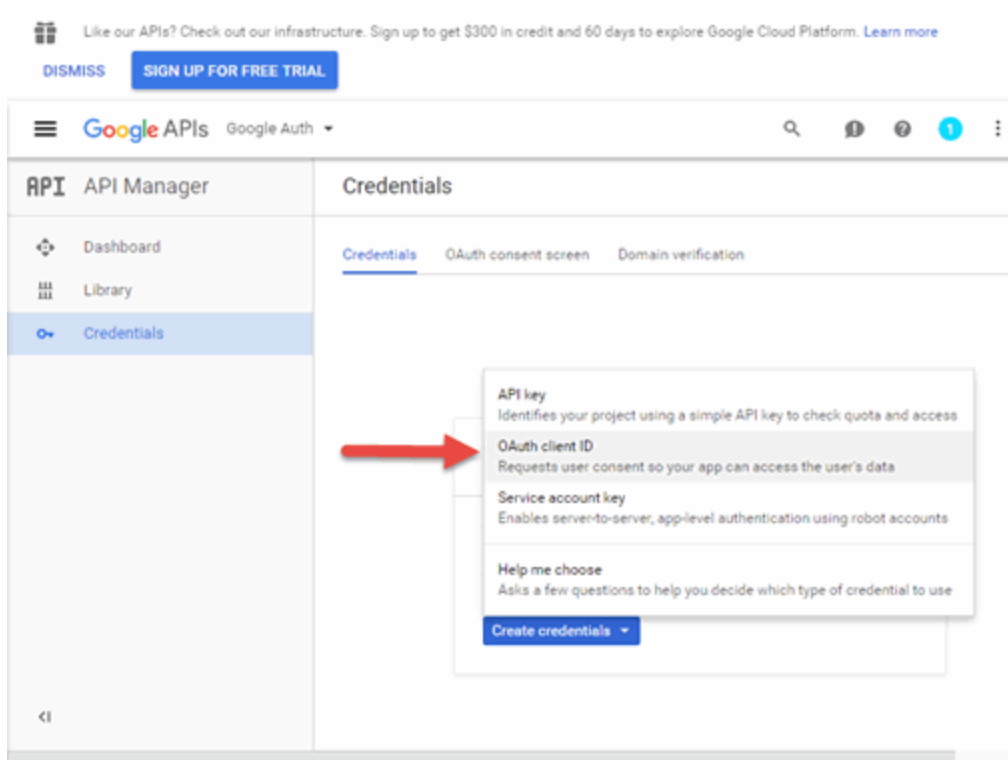 Like our APIs? Check out our infrastructure. Sign up to get $300 in credit and 60 days to explore Google Cloud Platform. Learn more
DISMISS
SIGN UP FOR FREE TRIAL
Google APIs
Google Auth
1
API
API Manager
Credentials
Dashboard
Library
Credentials
Credentials
OAuth consent screen
Domain verification
API key
Identifies your project using a simple API key to check quota and access
OAuth client ID
Requests user consent so your app can access the user's data
Service account key
Enables server-to-server, app-level authentication using robot accounts
Help me choose
Asks a few questions to help you decide which type of credential to use
Create credentials